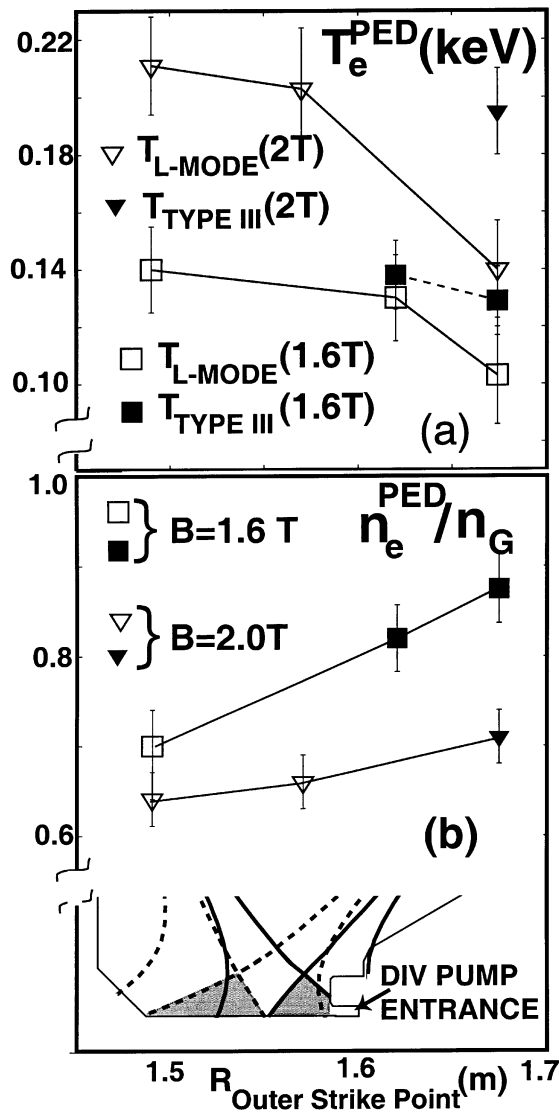 0.22
T_e^PED (keV)
0.18
▽ T_L-MODE (2T)
▼ T_TYPE III (2T)
0.14
□ T_L-MODE (1.6T)
0.10
■ T_TYPE III (1.6T)
(a)
1.0
n_e^PED/n_G
□ ■ } B=1.6 T
▽ ▼ } B=2.0T
0.8
0.6
(b)
DIV PUMP
ENTRANCE
1.5 1.6 1.7
R_Outer Strike Point (m)